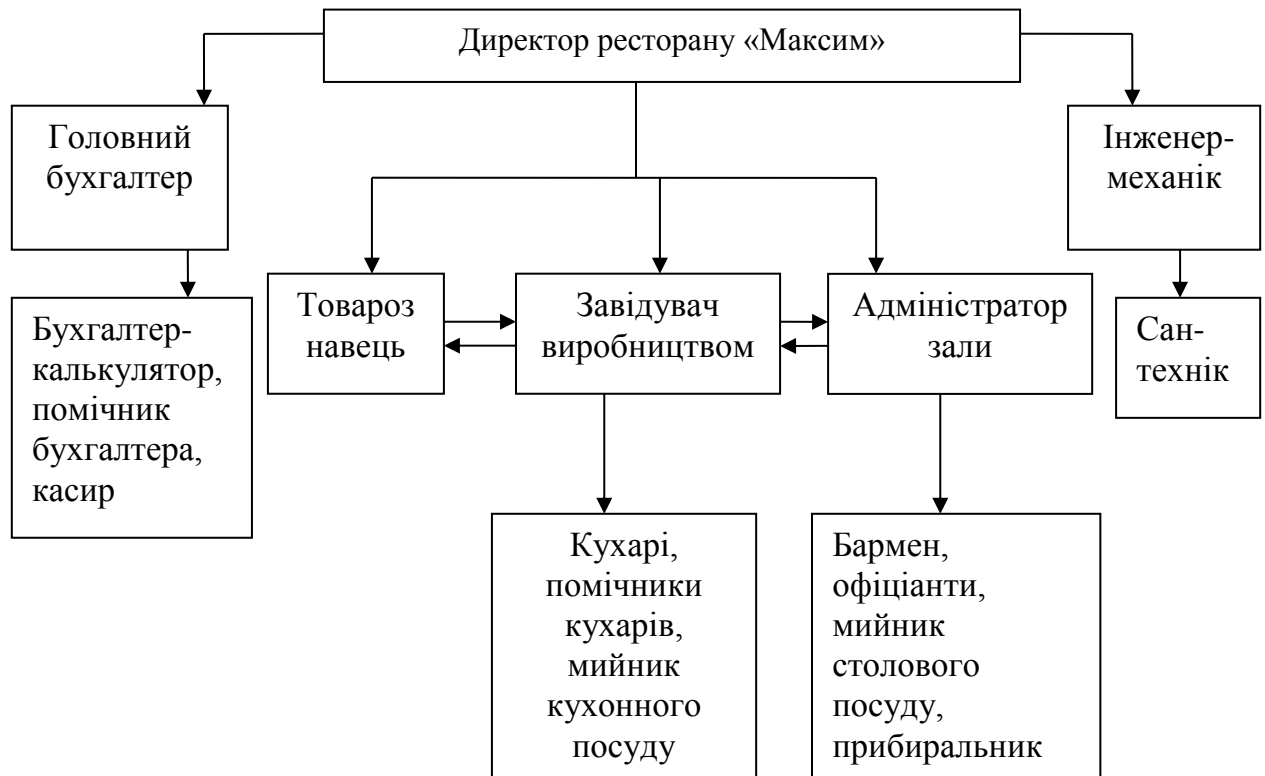 Директор ресторану «Максим»
Головний
бухгалтер
Інженер-
механік
Товароз
навець
Завідувач
виробництвом
Адміністратор
зали
Бухгалтер-
калькулятор,
помічник
бухгалтера,
касир
Сан-
технік
Кухарі,
помічники
кухарів,
мийник
кухонного
посуду
Бармен,
офіціанти,
мийник
столового
посуду,
прибиральник